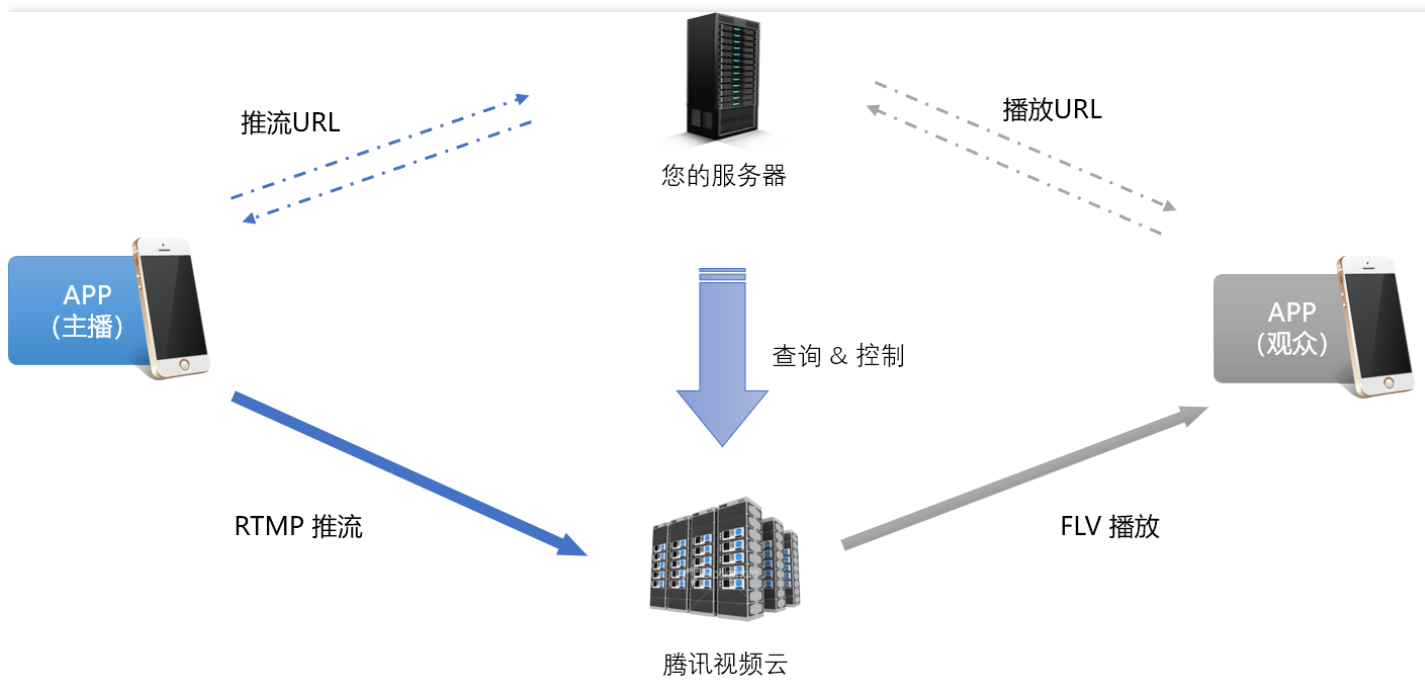 推流URL
播放URL
您的服务器
APP
（主播）
APP
（观众）
查询 & 控制
RTMP 推流
FLV 播放
腾讯视频云